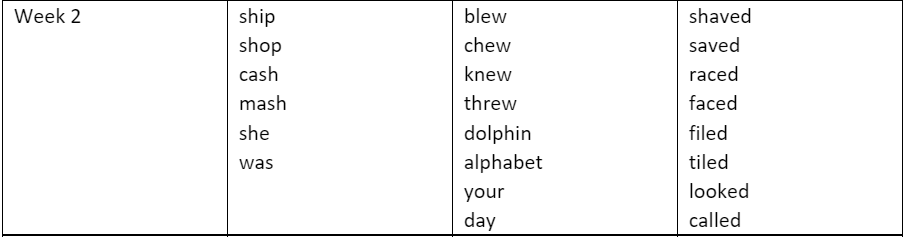 Week 2 ship blew shaved
shop chew saved
cash knew raced
mash threw faced
she dolphin filed
was alphabet tiled
your looked
day called